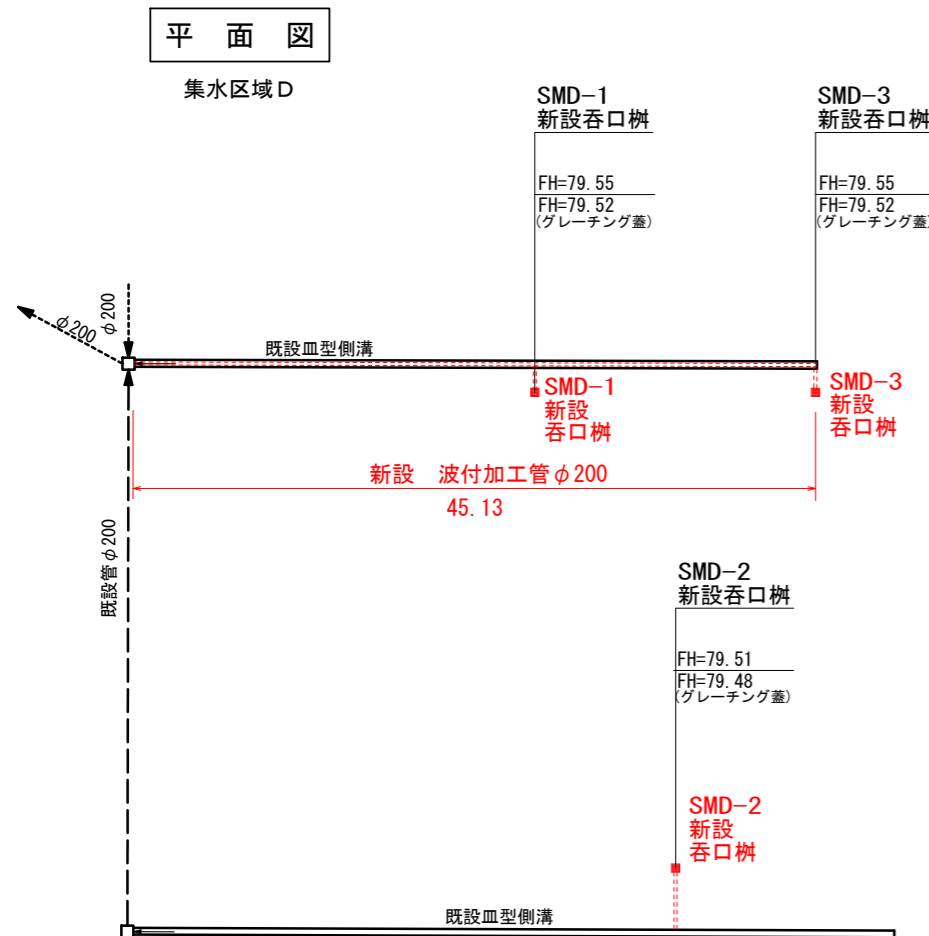 平 面 図
集水区域D
SMD-1
新設呑口桝
FH=79.55
FH=79.52
(グレーチング蓋)
SMD-3
新設呑口桝
FH=79.55
FH=79.52
(グレーチング蓋)
φ200
φ200
既設皿型側溝
SMD-1
新設
呑口桝
SMD-3
新設
呑口桝
新設 波付加工管φ200
45.13
既設管φ200
SMD-2
新設呑口桝
FH=79.51
FH=79.48
(グレーチング蓋)
SMD-2
新設
呑口桝
既設皿型側溝